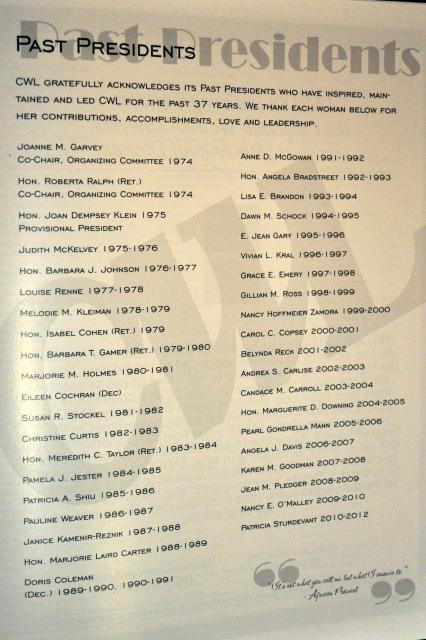 Past Presidents
Past Presidents
CWL gratefully acknowledges its Past Presidents who have inspired, main-
tained and led CWL for the past 37 years. We thank each woman below for
her contributions, accomplishments, love and leadership.
Joanne M. Garvey
Co-Chair, Organizing Committee 1974
Hon. Roberta Ralph (Ret.)
Co-Chair, Organizing Committee 1974
Hon. Joan Dempsey Klein 1975
Provisional President
Judith McKelvey 1975-1976
Hon. Barbara J. Johnson 1976-1977
Louise Renne 1977-1978
Melodie M. Kleiman 1978-1979
Hon. Isabel Cohen (Ret.) 1979
Hon. Barbara T. Gamer (Ret.) 1979-1980
Marjorie M. Holmes 1980-1981
Eileen Cochran (Dec)
Susan R. Stockel 1981-1982
Christine Curtis 1982-1983
Hon. Meredith C. Taylor (Ret.) 1983-1984
Pamela J. Jester 1984-1985
Patricia A. Shiu 1985-1986
Pauline Weaver 1986-1987
Janice Kamenir-Reznik 1987-1988
Hon. Marjorie Laird Carter 1988-1989
Doris Coleman
(Dec.) 1989-1990, 1990-1991
Anne D. McGowan 1991-1992
Hon. Angela Bradstreet 1992-1993
Lisa E. Brandon 1993-1994
Dawn M. Schock 1994-1995
E. Jean Gary 1995-1996
Vivian L. Kral 1996-1997
Grace E. Emery 1997-1998
Gillian M. Ross 1998-1999
Nancy Hoffmeier Zamora 1999-2000
Carol C. Copsey 2000-2001
Belynda Reck 2001-2002
Andrea S. Carlise 2002-2003
Candace M. Carroll 2003-2004
Hon. Marguerite D. Downing 2004-2005
Pearl Gondrella Mann 2005-2006
Angela J. Davis 2006-2007
Karen M. Goodman 2007-2008
Jean M. Pledger 2008-2009
Nancy E. O'Malley 2009-2010
Patricia Sturdevant 2010-2012
"It's not what you call me, but what I answer to."
- African Proverb
CWL